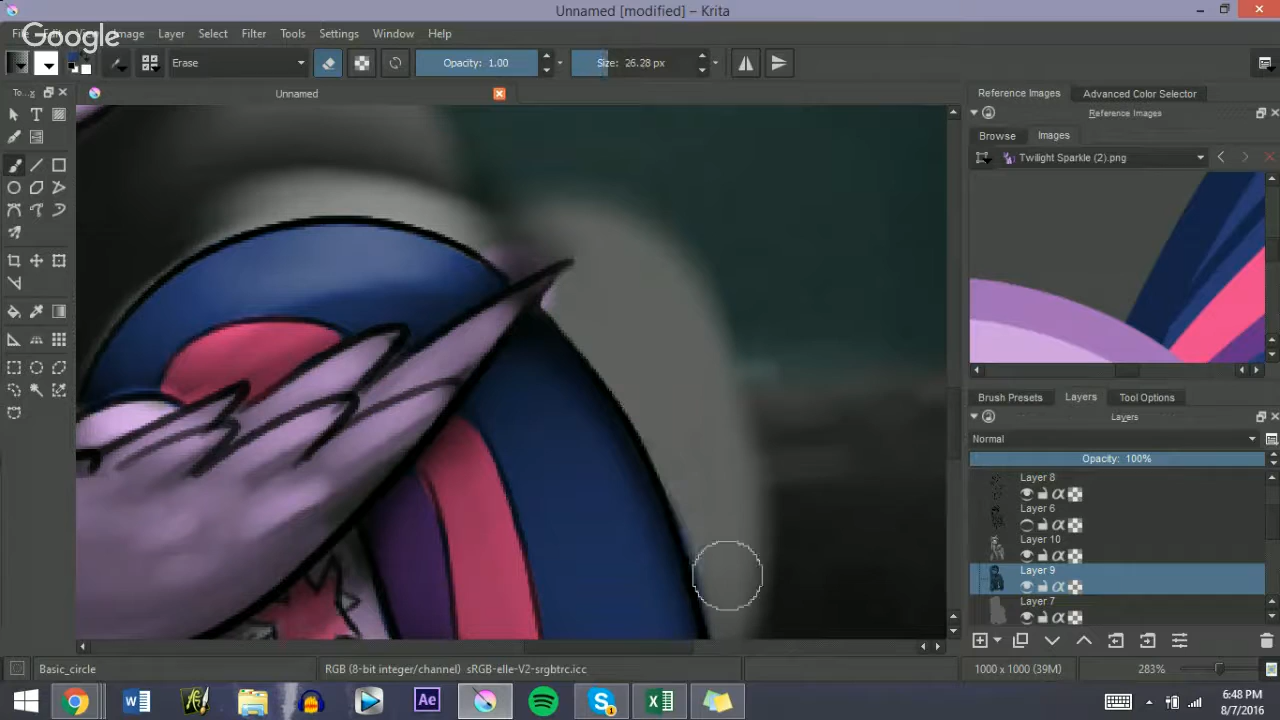 Unnamed [modified] – Krita
Google
File Image Layer Select Filter Tools Settings Window Help
Erase Opacity: 1.00 Size: 26.28 px
To...
Unnamed
Reference Images Advanced Color Selector
Reference Images
Browse Images
Twilight Sparkle (2).png
Brush Presets Layers Tool Options
Layers
Normal
Opacity: 100%
Layer 8
Layer 6
Layer 10
Layer 9
Layer 7
Basic_circle RGB (8-bit integer/channel) sRGB-elle-V2-srgbtrc.icc 1000 x 1000 (39M) 283%
6:48 PM
8/7/2016